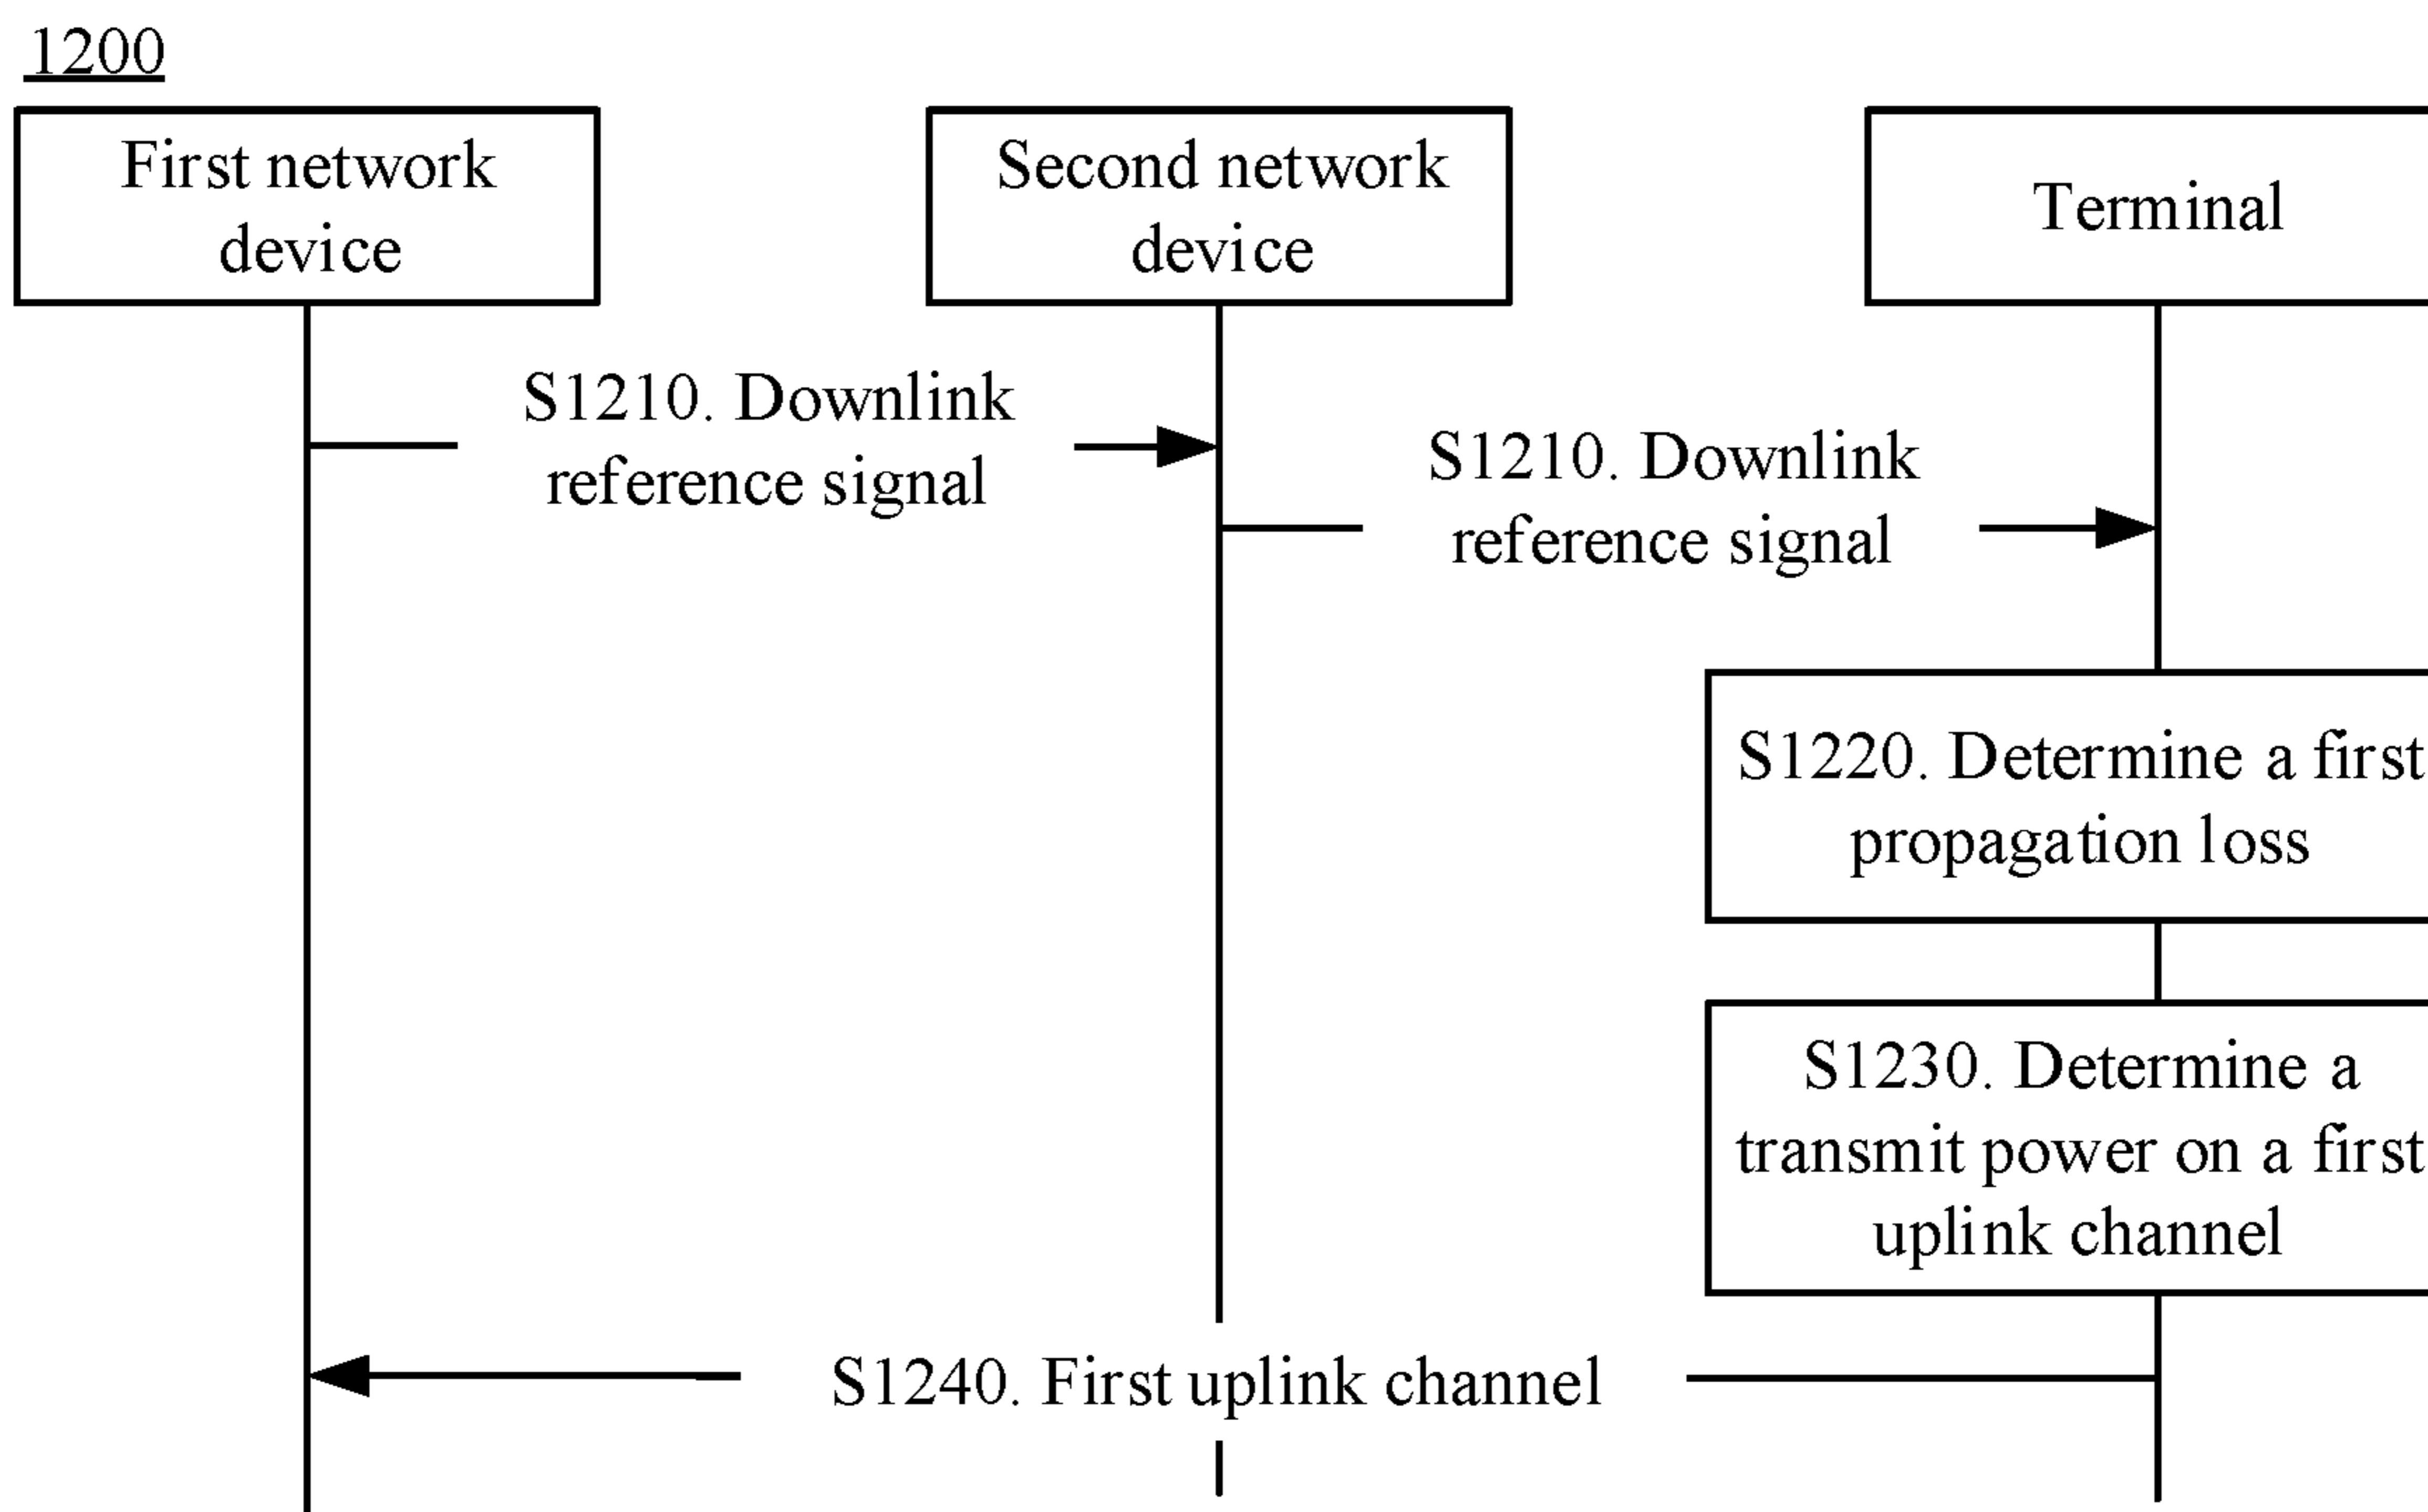 1200
First network
device
Second network
device
Terminal
S1210. Downlink
reference signal
S1210. Downlink
reference signal
S1220. Determine a first
propagation loss
S1230. Determine a
transmit power on a first
uplink channel
S1240. First uplink channel